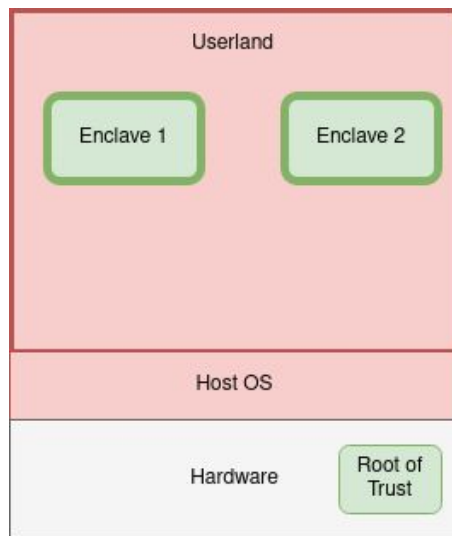 Userland
Enclave 1
Enclave 2
Host OS
Hardware
Root of
Trust